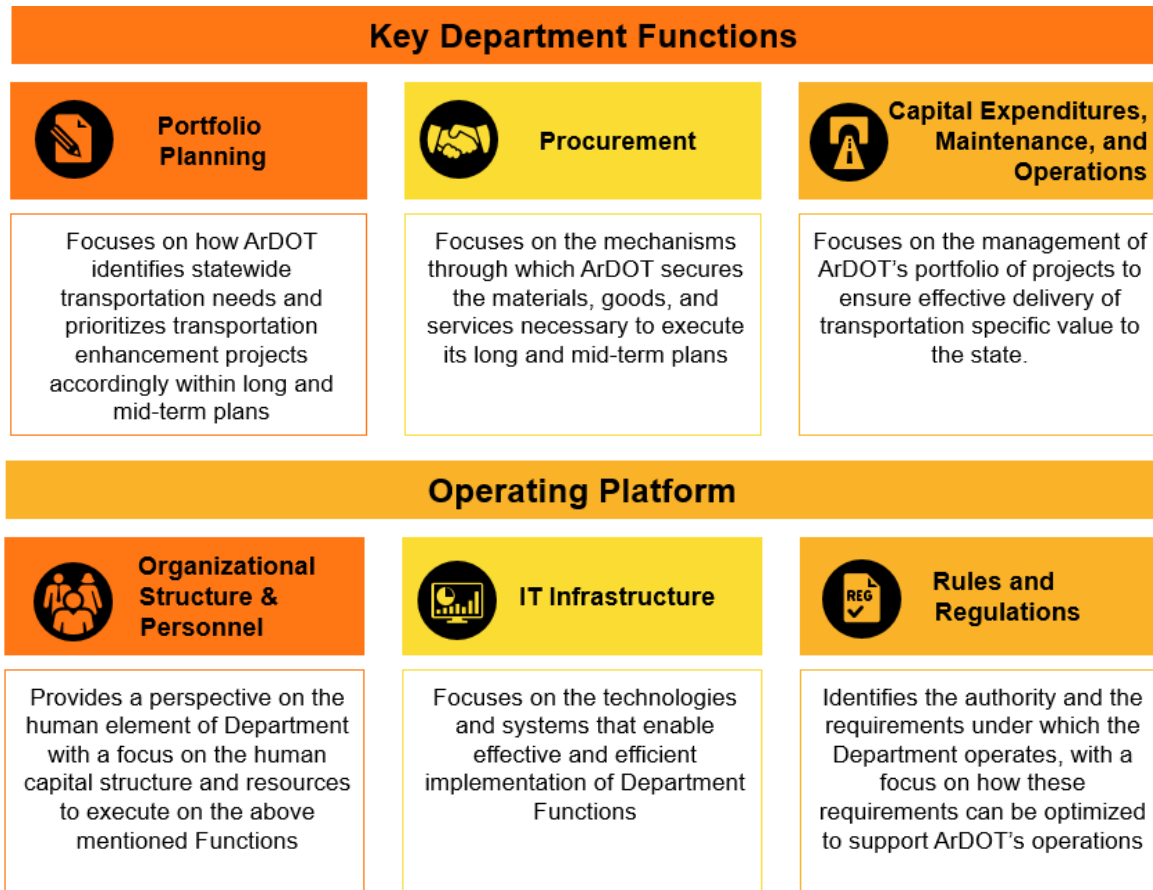 Key Department Functions
Portfolio
Planning
Procurement
Capital Expenditures,
Maintenance, and
Operations
Focuses on how ArDOT
identifies statewide
transportation needs and
prioritizes transportation
enhancement projects
accordingly within long and
mid-term plans
Focuses on the mechanisms
through which ArDOT secures
the materials, goods, and
services necessary to execute
its long and mid-term plans
Focuses on the management of
ArDOT’s portfolio of projects to
ensure effective delivery of
transportation specific value to
the state.
Operating Platform
Organizational
Structure &
Personnel
IT Infrastructure
REG
Rules and
Regulations
Provides a perspective on the
human element of Department
with a focus on the human
capital structure and resources
to execute on the above
mentioned Functions
Focuses on the technologies
and systems that enable
effective and efficient
implementation of Department
Functions
Identifies the authority and the
requirements under which the
Department operates, with a
focus on how these
requirements can be optimized
to support ArDOT’s operations